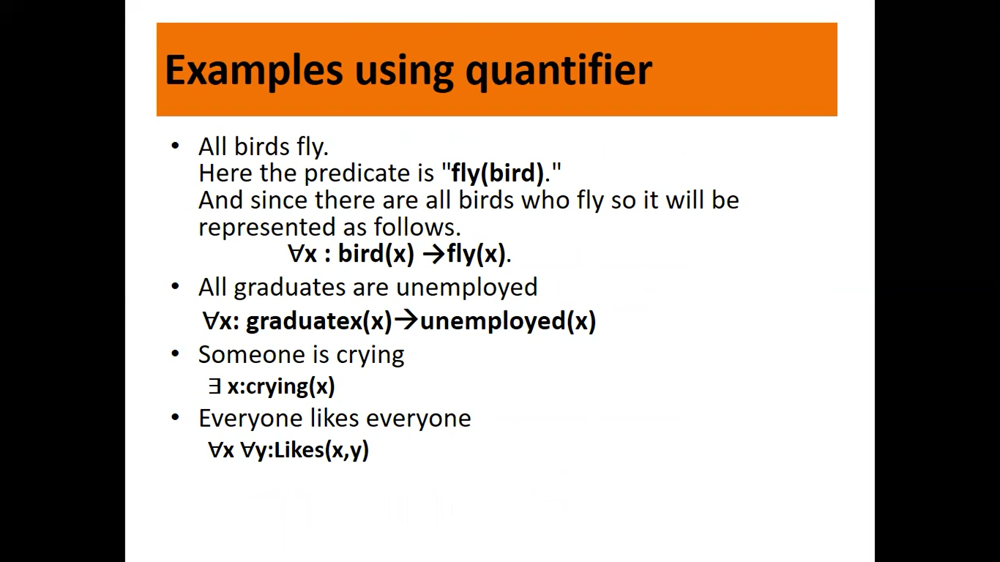 Examples using quantifier
• All birds fly.
Here the predicate is "fly(bird)."
And since there are all birds who fly so it will be
represented as follows.
∀x : bird(x) →fly(x).
• All graduates are unemployed
∀x: graduatex(x)→unemployed(x)
• Someone is crying
∃ x:crying(x)
• Everyone likes everyone
∀x ∀y:Likes(x,y)